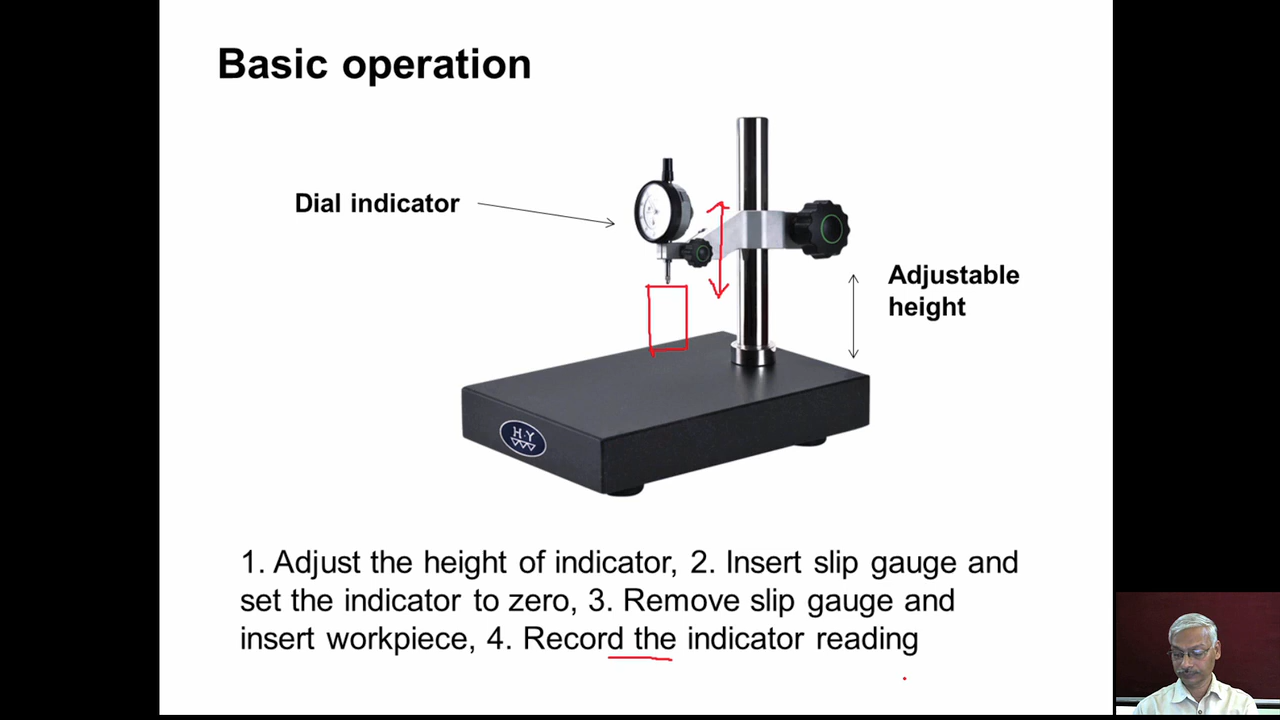 Basic operation
Dial indicator
Adjustable
height
H·Y
1. Adjust the height of indicator, 2. Insert slip gauge and
set the indicator to zero, 3. Remove slip gauge and
insert workpiece, 4. Record the indicator reading